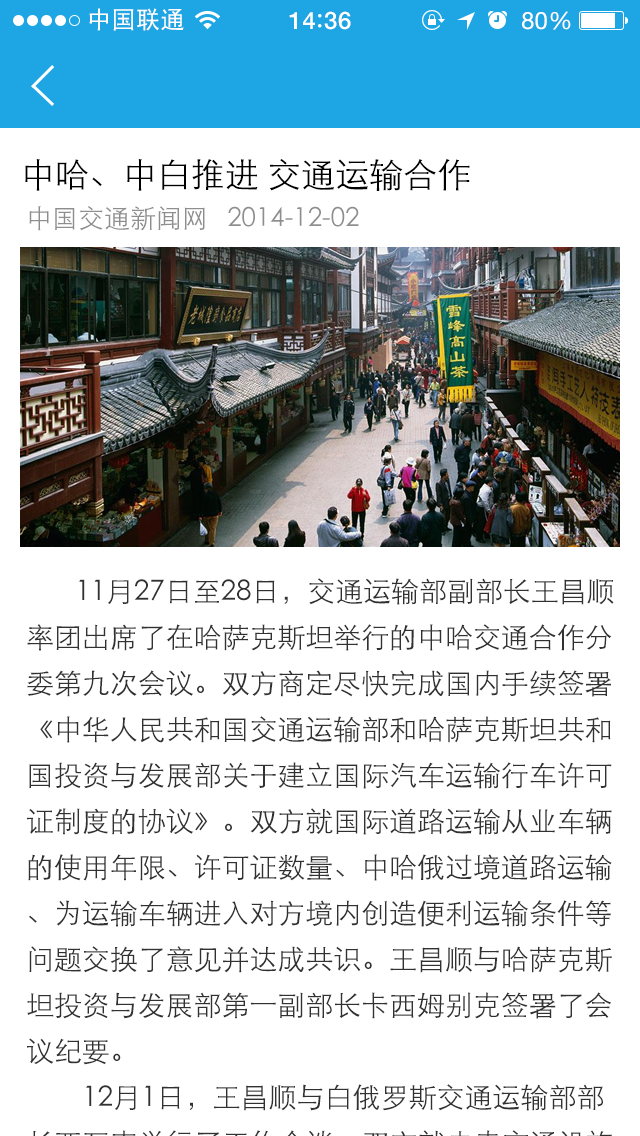 中国联通 14:36 80%
中哈、中白推进 交通运输合作
中国交通新闻网 2014-12-02
雪峰高山茶
11月27日至28日，交通运输部副部长王昌顺
率团出席了在哈萨克斯坦举行的中哈交通合作分
委第九次会议。双方商定尽快完成国内手续签署
《中华人民共和国交通运输部和哈萨克斯坦共和
国投资与发展部关于建立国际汽车运输行车许可
证制度的协议》。双方就国际道路运输从业车辆
的使用年限、许可证数量、中哈俄过境道路运输
、为运输车辆进入对方境内创造便利运输条件等
问题交换了意见并达成共识。王昌顺与哈萨克斯
坦投资与发展部第一副部长卡西姆别克签署了会
议纪要。
12月1日，王昌顺与白俄罗斯交通运输部部